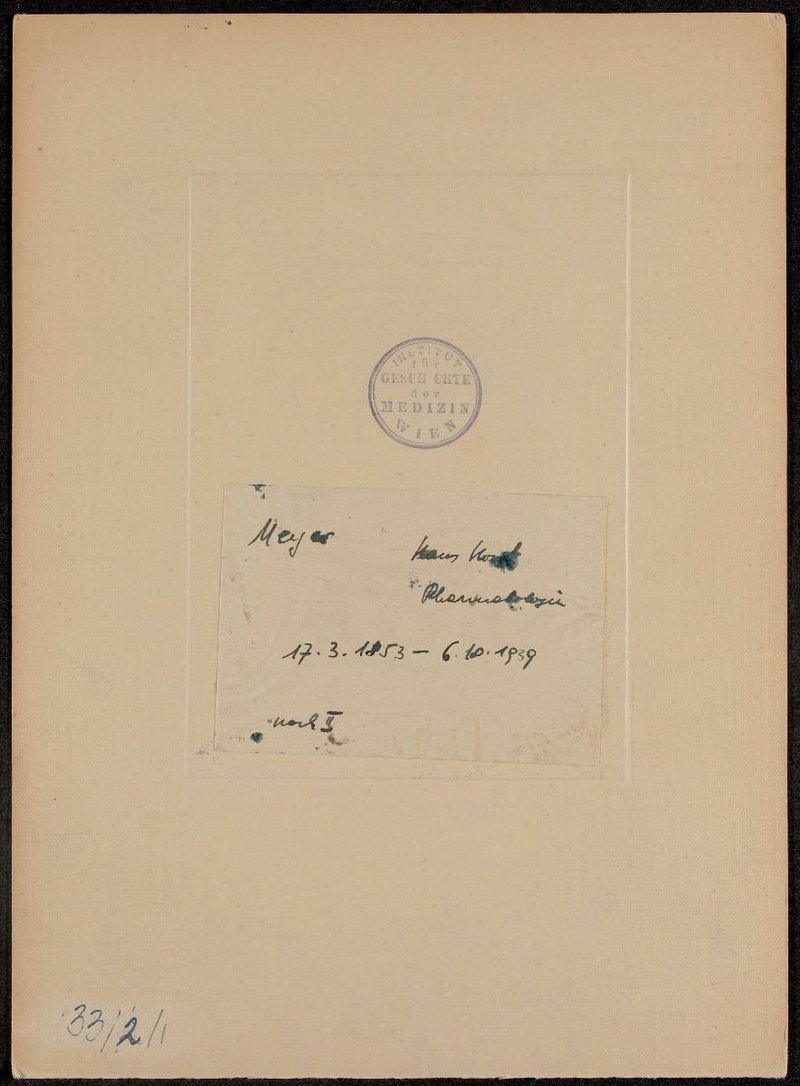 INSTITUT
für
GESCHICHTE
der
MEDIZIN
WIEN
Meyer Hans Horst
Pharmakologie
17.3.1853 – 6.10.1939
nach II
33/2/1